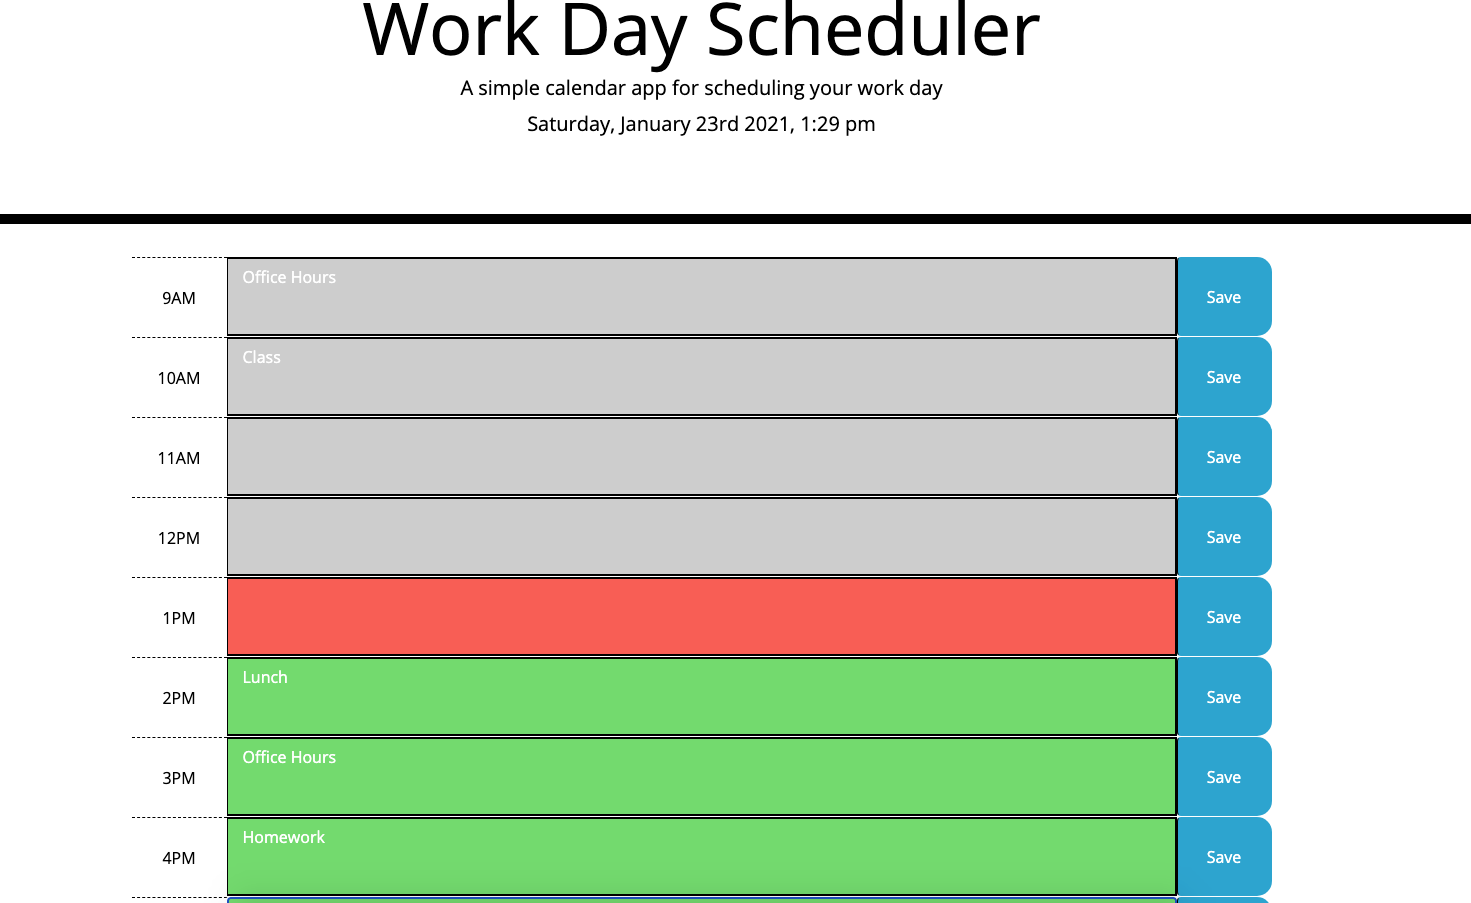 Work Day Scheduler
A simple calendar app for scheduling your work day
Saturday, January 23rd 2021, 1:29 pm
9AM Office Hours Save
10AM Class Save
11AM Save
12PM Save
1PM Save
2PM Lunch Save
3PM Office Hours Save
4PM Homework Save